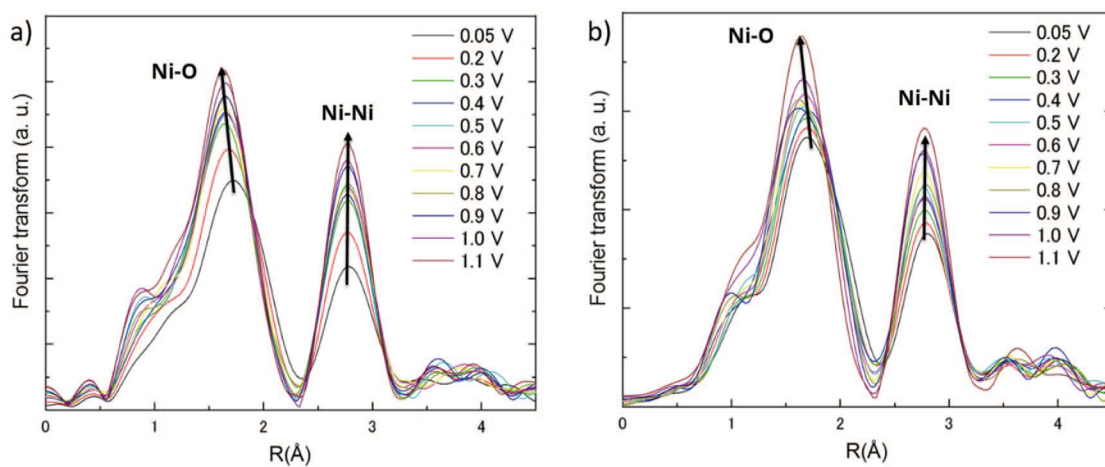 a)
Ni-O
Ni-Ni
0.05 V
0.2 V
0.3 V
0.4 V
0.5 V
0.6 V
0.7 V
0.8 V
0.9 V
1.0 V
1.1 V
Fourier transform (a. u.)
0 1 2 3 4
R(Å)
b)
Ni-O
Ni-Ni
0.05 V
0.2 V
0.3 V
0.4 V
0.5 V
0.6 V
0.7 V
0.8 V
0.9 V
1.0 V
1.1 V
Fourier transform (a. u.)
0 1 2 3 4
R(Å)